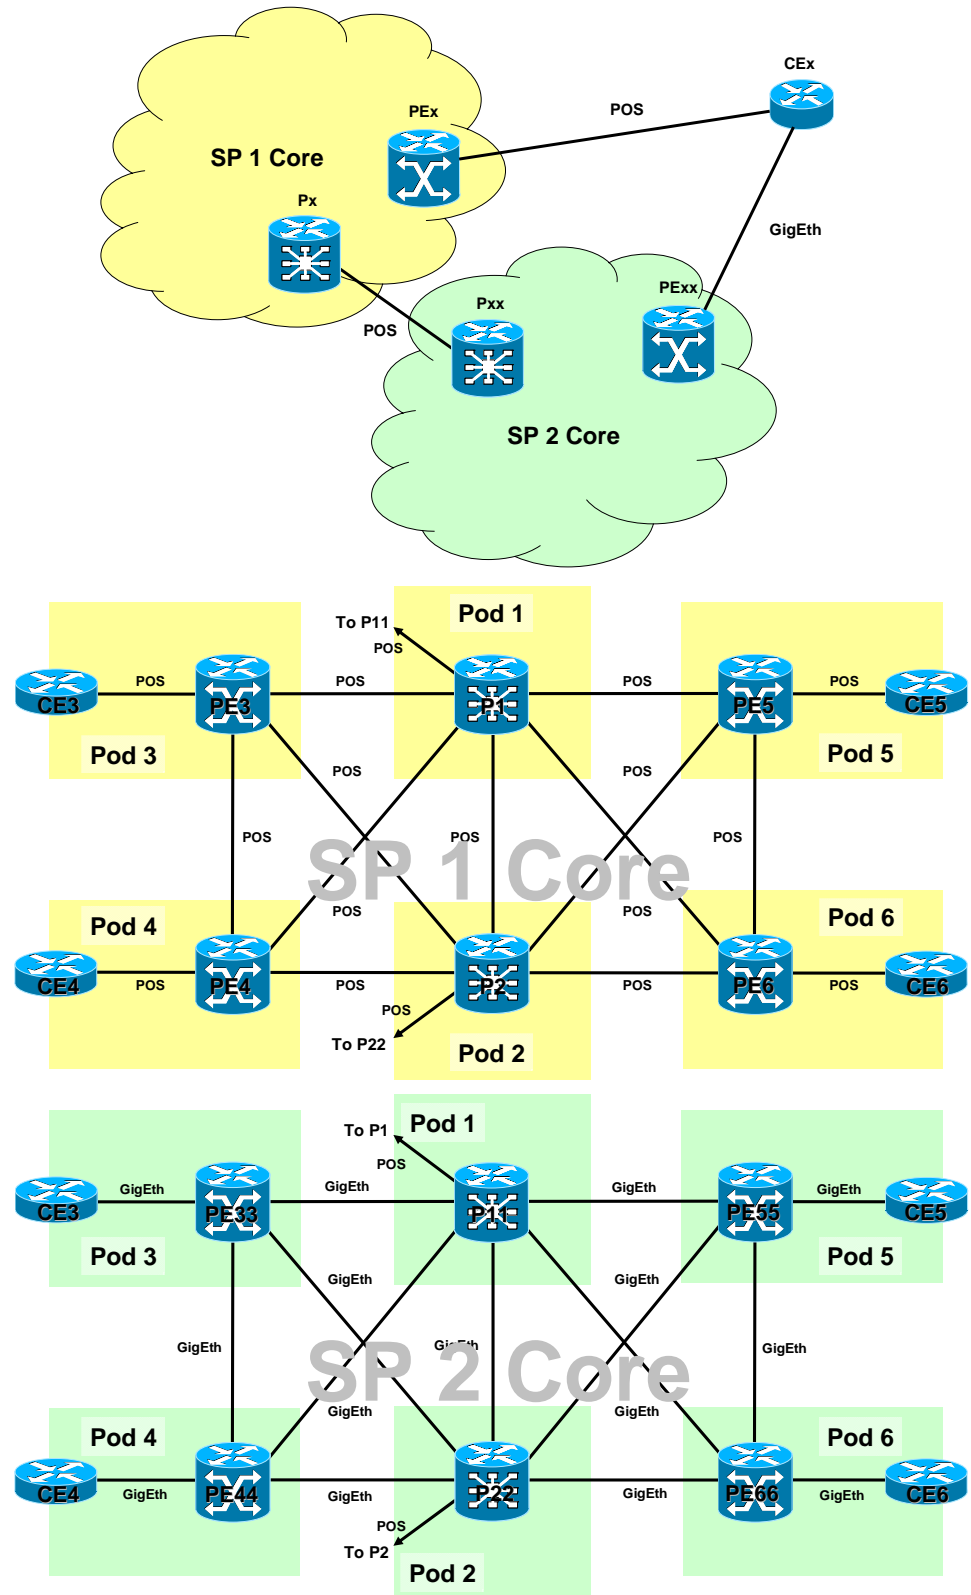 CEx
PEx
POS
SP 1 Core
Px
GigEth
PExx
Pxx
POS
SP 2 Core
Pod 1
To P11
POS
POS
POS
POS
POS
CE3
PE3
P1
PE5
CE5
Pod 3
Pod 5
POS
POS
POS
POS
POS
SP 1 Core
POS
POS
Pod 4
Pod 6
CE4
POS
PE4
POS
P2
POS
PE6
POS
CE6
POS
To P22
Pod 2
Pod 1
To P1
POS
GigEth
GigEth
GigEth
GigEth
CE3
PE33
P11
PE55
CE5
Pod 3
Pod 5
GigEth
GigEth
GigEth
GigEth
GigEth
SP 2 Core
GigEth
GigEth
Pod 4
Pod 6
CE4
GigEth
PE44
GigEth
P22
GigEth
PE66
GigEth
CE6
POS
To P2
Pod 2